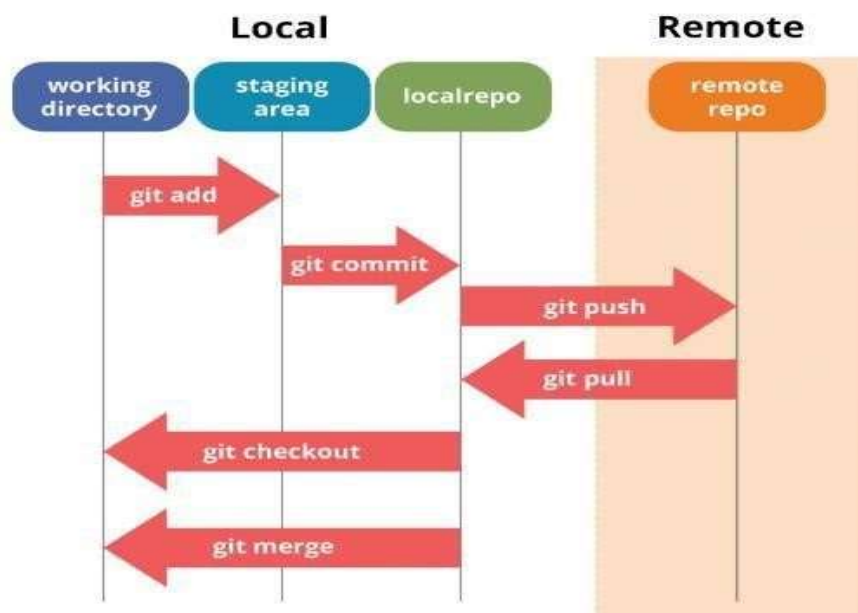 Local
Remote
working
directory
staging
area
localrepo
remote
repo
git add
git commit
git push
git pull
git checkout
git merge